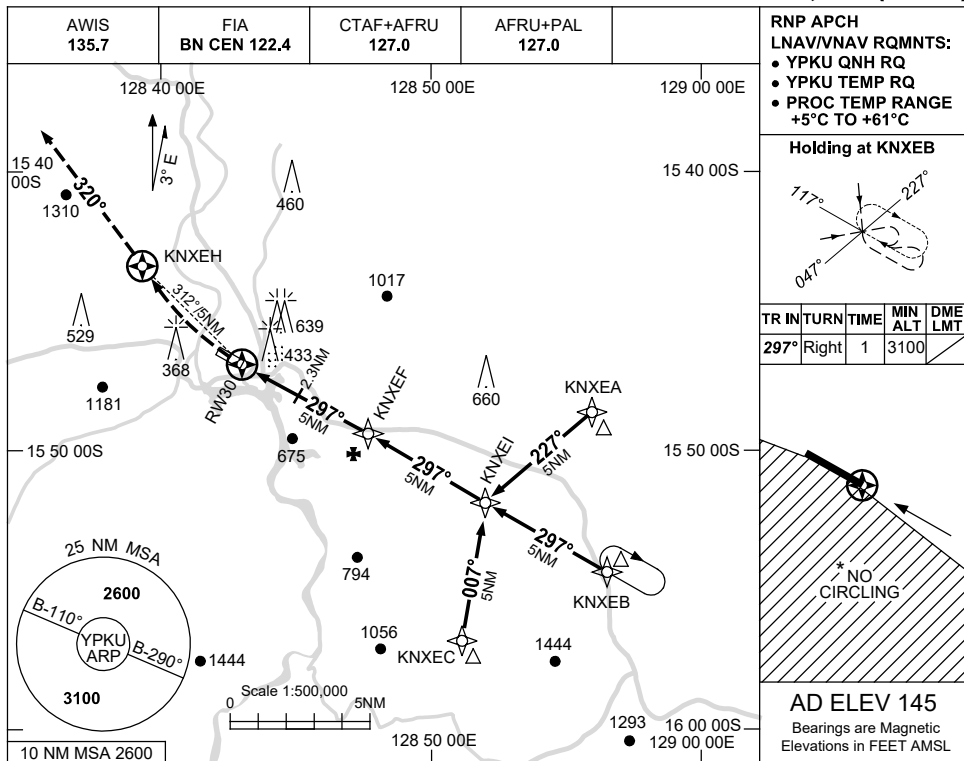 AWIS
135.7
FIA
BN CEN 122.4
CTAF+AFRU
127.0
AFRU+PAL
127.0
RNP APCH
LNAV/VNAV RQMNTS:
• YPKU QNH RQ
• YPKU TEMP RQ
• PROC TEMP RANGE
+5°C TO +61°C
128 40 00E
128 50 00E
129 00 00E
15 40
00S
15 40 00S
3° E
320°
1310
460
KNXEH
312°/5NM
1017
529
639
368
433
2.3NM
RW30
1181
297°
5NM
KNXEF
660
KNXEA
675
15 50 00S
15 50 00S
KNXEI
227°
5NM
297°
5NM
297°
5NM
794
007°
5NM
KNXEB
KNXEC
1056
1444
1444
25 NM MSA
2600
B-110°
YPKU
ARP
B-290°
3100
10 NM MSA 2600
Scale 1:500,000
0
5NM
128 50 00E
1293
16 00 00S
129 00 00E
Holding at KNXEB
117°
227°
047°
TR IN TURN TIME MIN ALT DME LMT
297° Right 1 3100
* NO
CIRCLING
AD ELEV 145
Bearings are Magnetic
Elevations in FEET AMSL